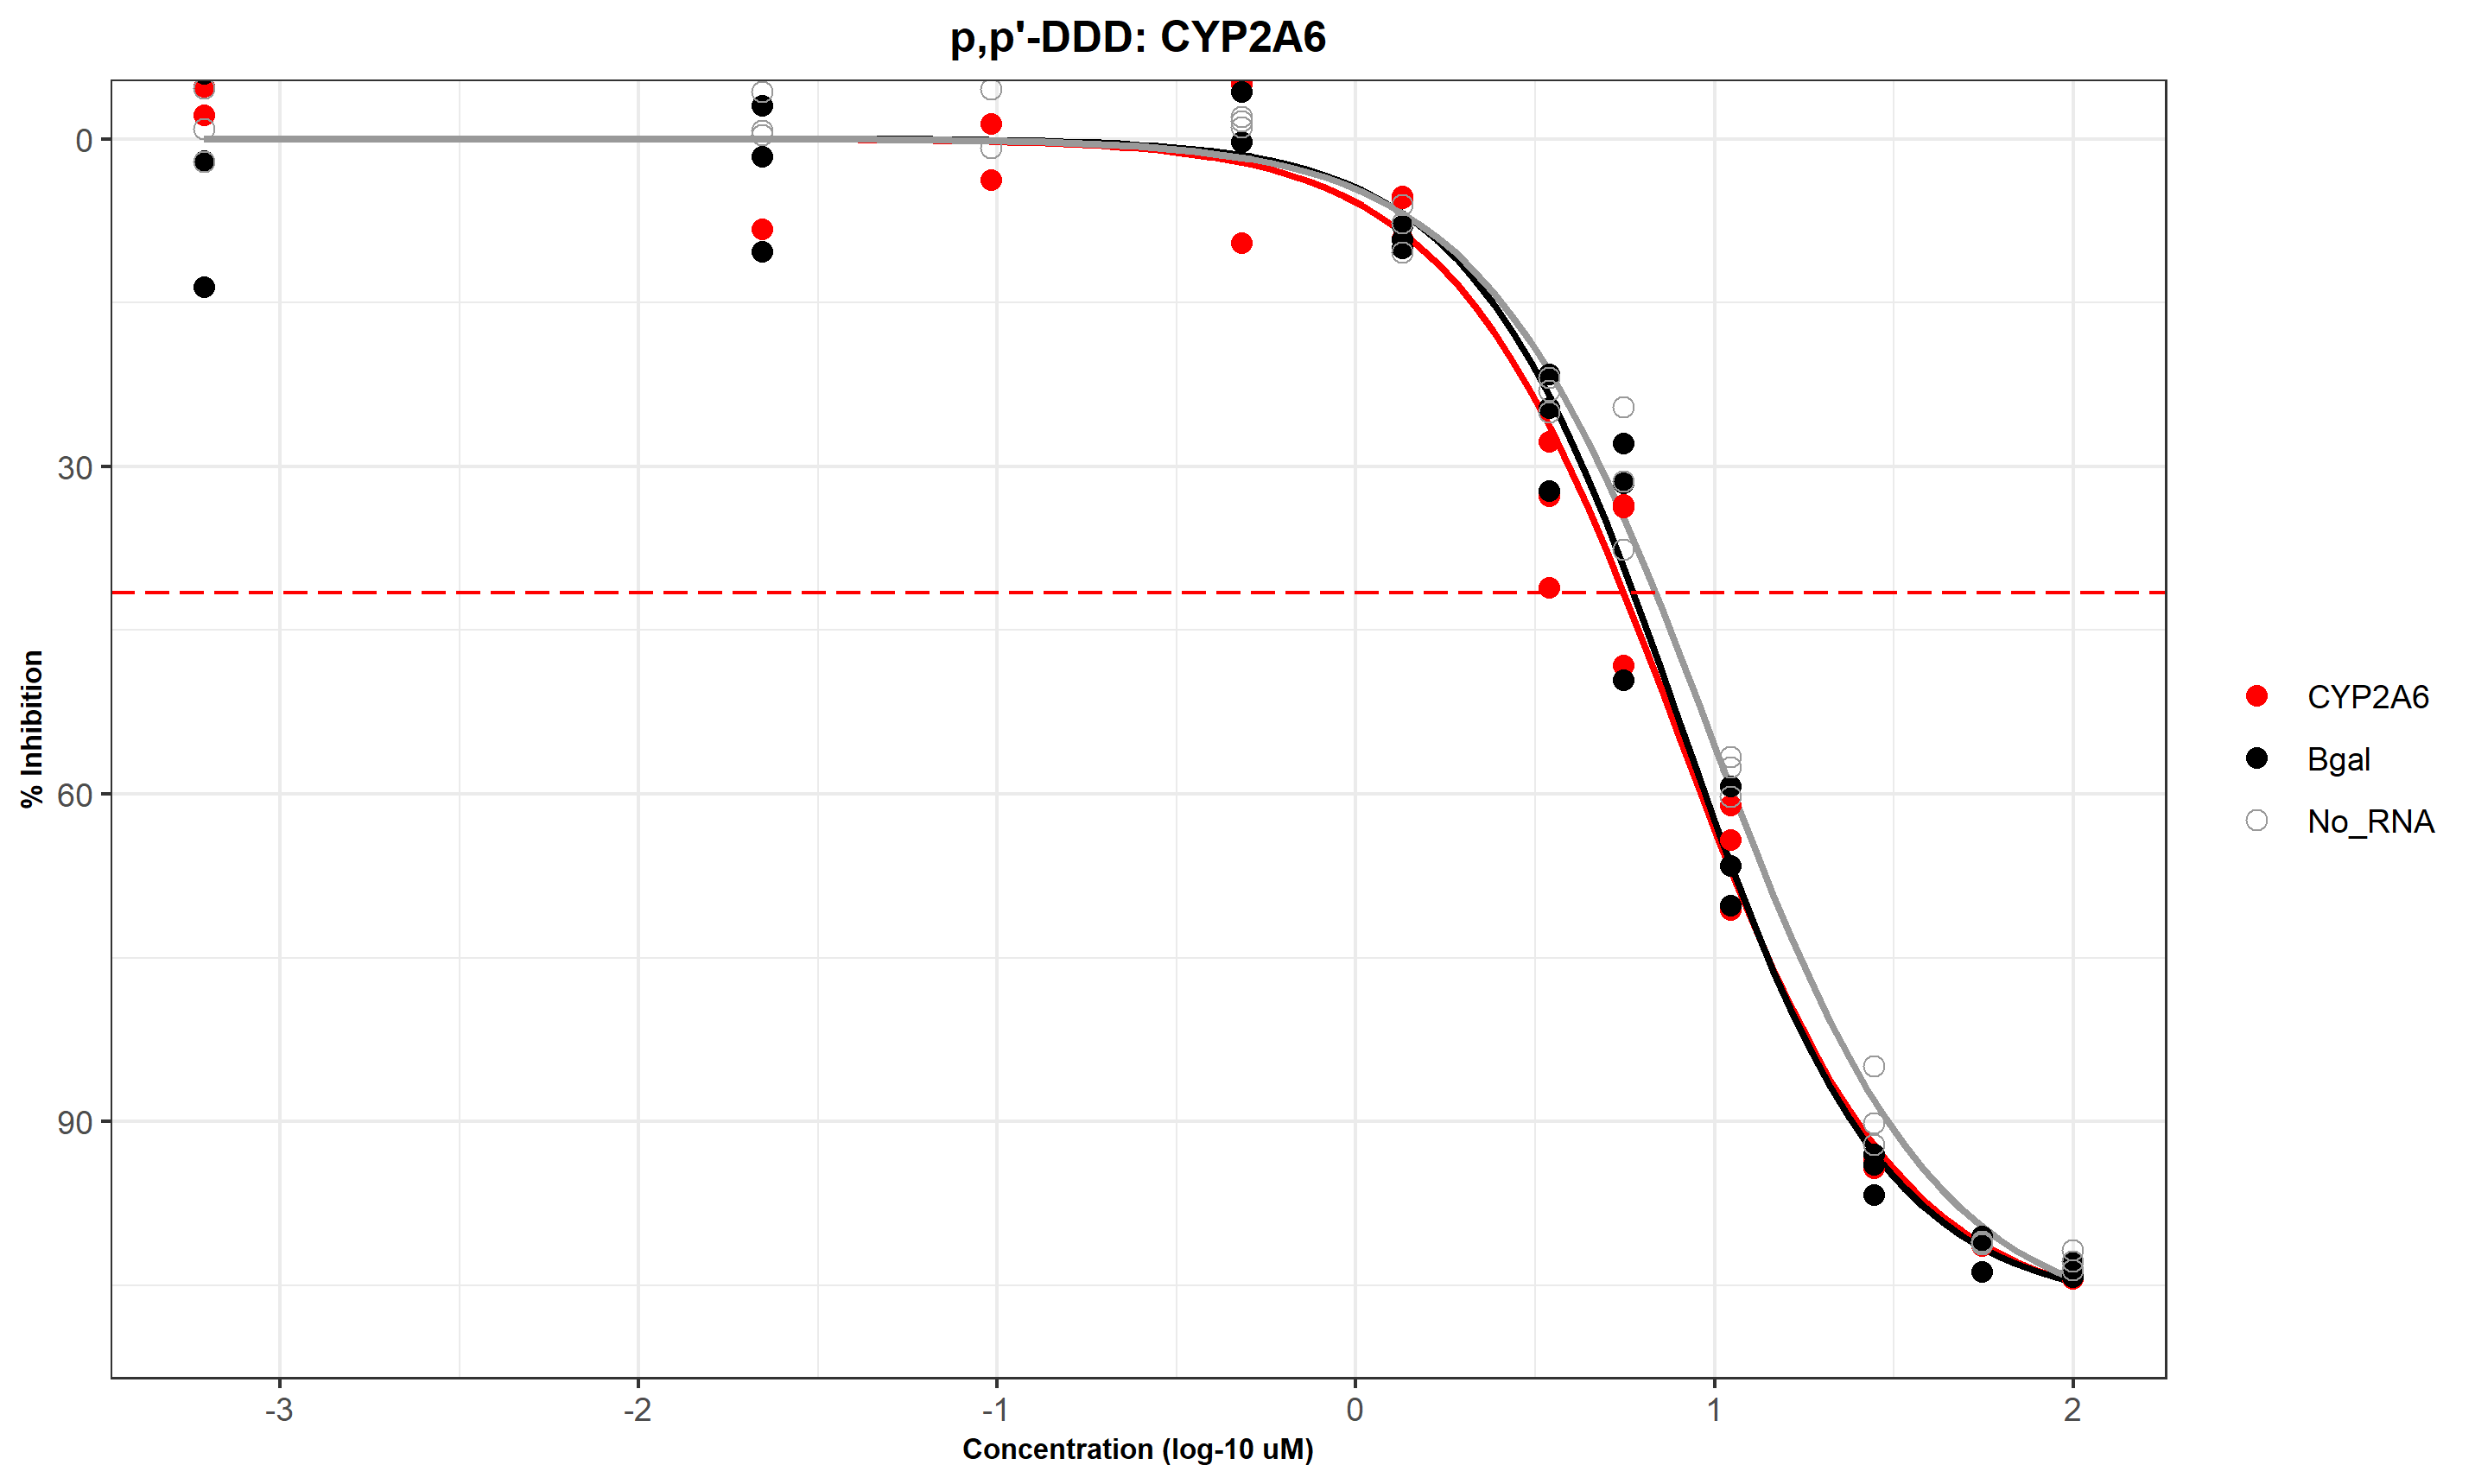 p,p'-DDD: CYP2A6
% Inhibition
0
30
60
90
-3
-2
-1
0
1
2
Concentration (log-10 uM)
CYP2A6
Bgal
No_RNA